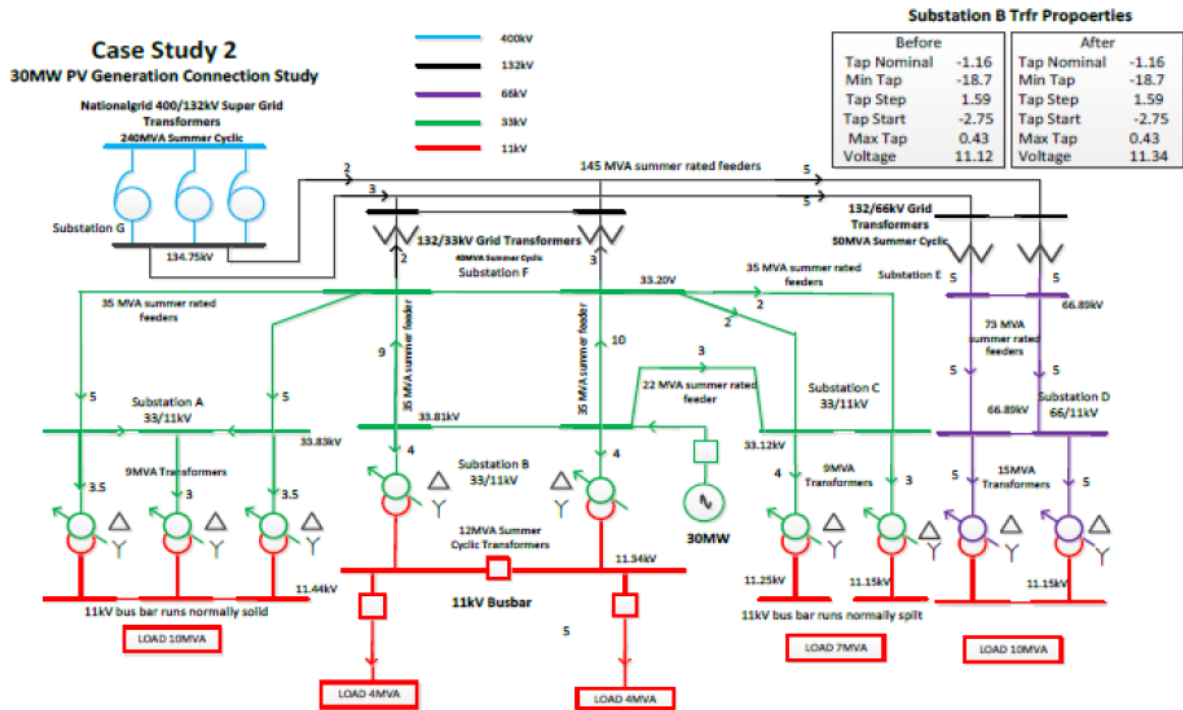 Case Study 2
30MW PV Generation Connection Study
400kV
132kV
66kV
33kV
11kV
Substation B Trfr Propoerties
Before
Tap Nominal -1.16
Min Tap -18.7
Tap Step 1.59
Tap Start -2.75
Max Tap 0.43
Voltage 11.12
After
Tap Nominal -1.16
Min Tap -18.7
Tap Step 1.59
Tap Start -2.75
Max Tap 0.43
Voltage 11.34
Nationalgrid 400/132kV Super Grid
Transformers
240MVA Summer Cyclic
Substation G
134.75kV
2
3
145 MVA summer rated feeders
5
5
132/33kV Grid Transformers
40MVA Summer Cyclic
Substation F
2
3
132/66kV Grid
Transformers
50MVA Summer Cyclic
Substation E
5
5
66.89kV
33.20V
35 MVA summer rated
feeders
35 MVA summer rated
feeders
2
2
35 MVA summer feeder
9
35 MVA summer feeder
10
3
22 MVA summer rated
feeder
73 MVA
summer rated
feeders
5
5
5
5
Substation A
33/11kV
33.83kV
33.81kV
Substation C
33/11kV
33.12kV
66.89kV
Substation D
66/11kV
9MVA Transformers
3.5
3
3.5
4
Substation B
33/11kV
4
30MW
4
9MVA
Transformers
3
5
15MVA
Transformers
5
12MVA Summer
Cyclic Transformers
11.34kV
11kV Busbar
11.44kV
11kV bus bar runs normally solid
LOAD 10MVA
5
LOAD 4MVA
LOAD 4MVA
11.25kV
11.15kV
11.15kV
11kV bus bar runs normally split
LOAD 7MVA
LOAD 10MVA